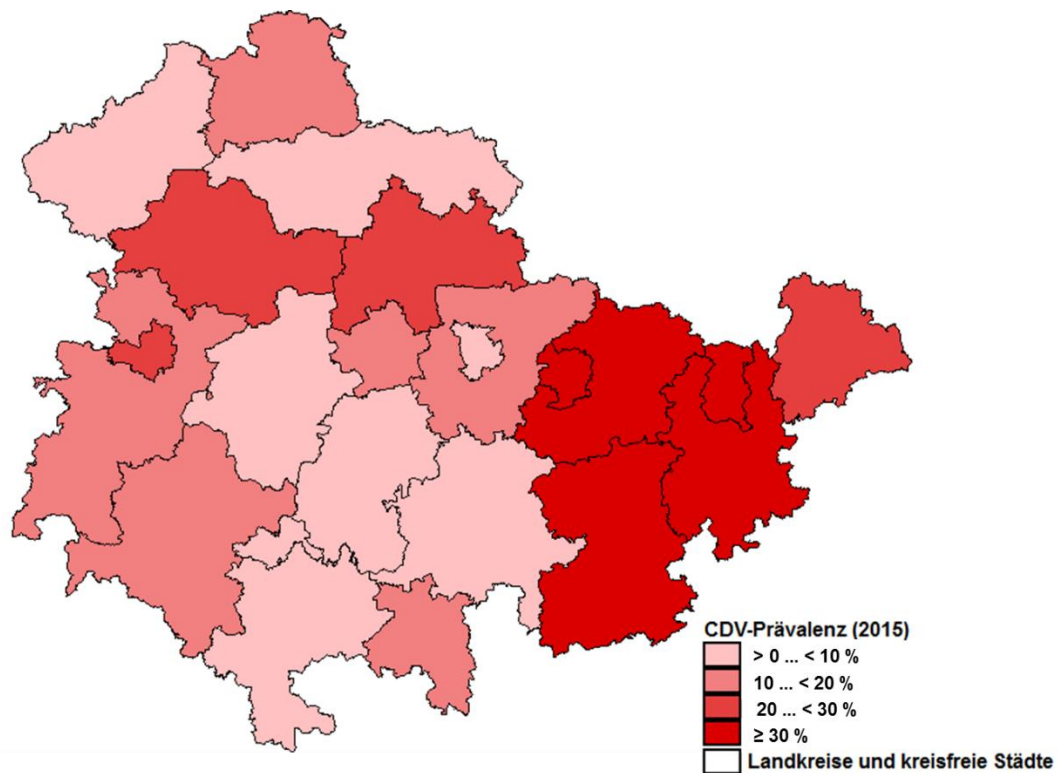 CDV-Prävalenz (2015)
> 0 ... < 10 %
10 ... < 20 %
20 ... < 30 %
≥ 30 %
Landkreise und kreisfreie Städte